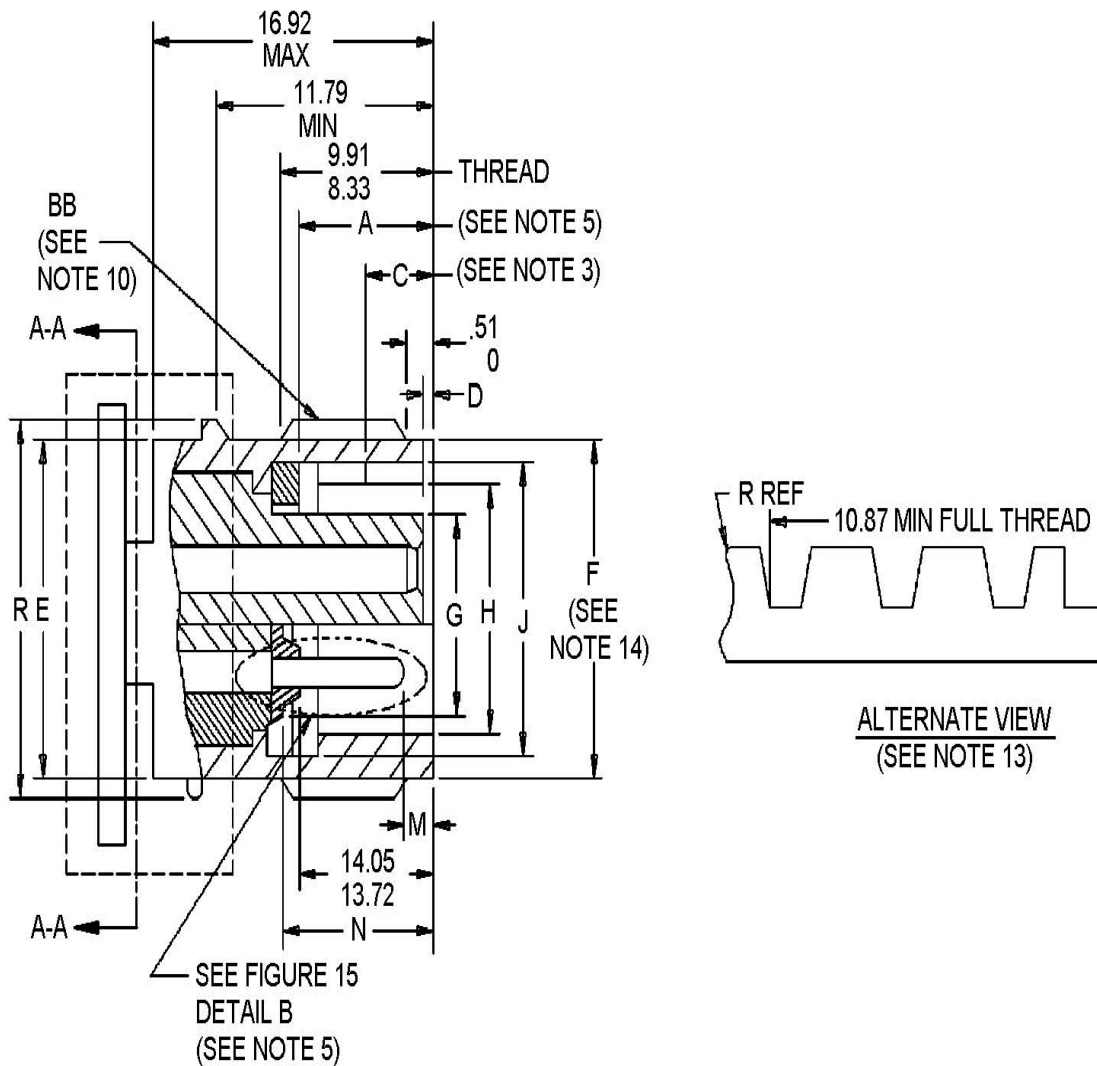 16.92
MAX
11.79
MIN
9.91
8.33
THREAD
A
(SEE NOTE 5)
C
(SEE NOTE 3)
BB
(SEE
NOTE 10)
A-A
.51
0
D
R REF
10.87 MIN FULL THREAD
R
E
G
H
J
F
(SEE
NOTE 14)
ALTERNATE VIEW
(SEE NOTE 13)
M
14.05
13.72
A-A
N
SEE FIGURE 15
DETAIL B
(SEE NOTE 5)